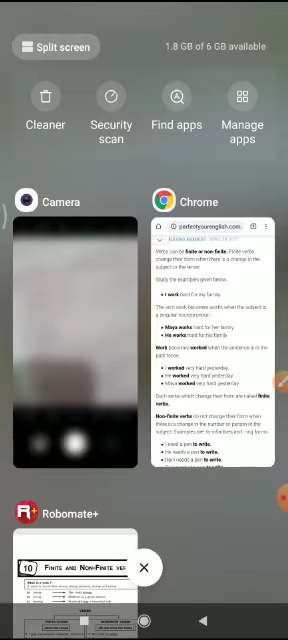 Split screen
1.8 GB of 6 GB available
Cleaner
Security scan
Find apps
Manage apps
Camera
Chrome
perfectyourenglish.com
Verbs can be finite or non-finite. Finite verbs
change their form when there is a change in the
subject or the tense.
Study the examples given below.
I work hard for my family.
The verb work becomes works when the subject is
a singular noun/pronoun.
Maya works hard for her family.
He works hard for his family.
Work becomes worked when the sentence is in the
past tense.
I worked very hard yesterday.
He worked very hard yesterday.
Maya worked very hard yesterday.
Such verbs which change their form are called finite
verbs.
Non-finite verbs do not change their form when
there is a change in the number or person of the
subject. Examples are to-infinitives and -ing forms.
I need a pen to write.
He needs a pen to write.
needs a pen to write.
R+
Robomate+
10 FINITE AND NON-FINITE VER
What is a verb?
VERBS